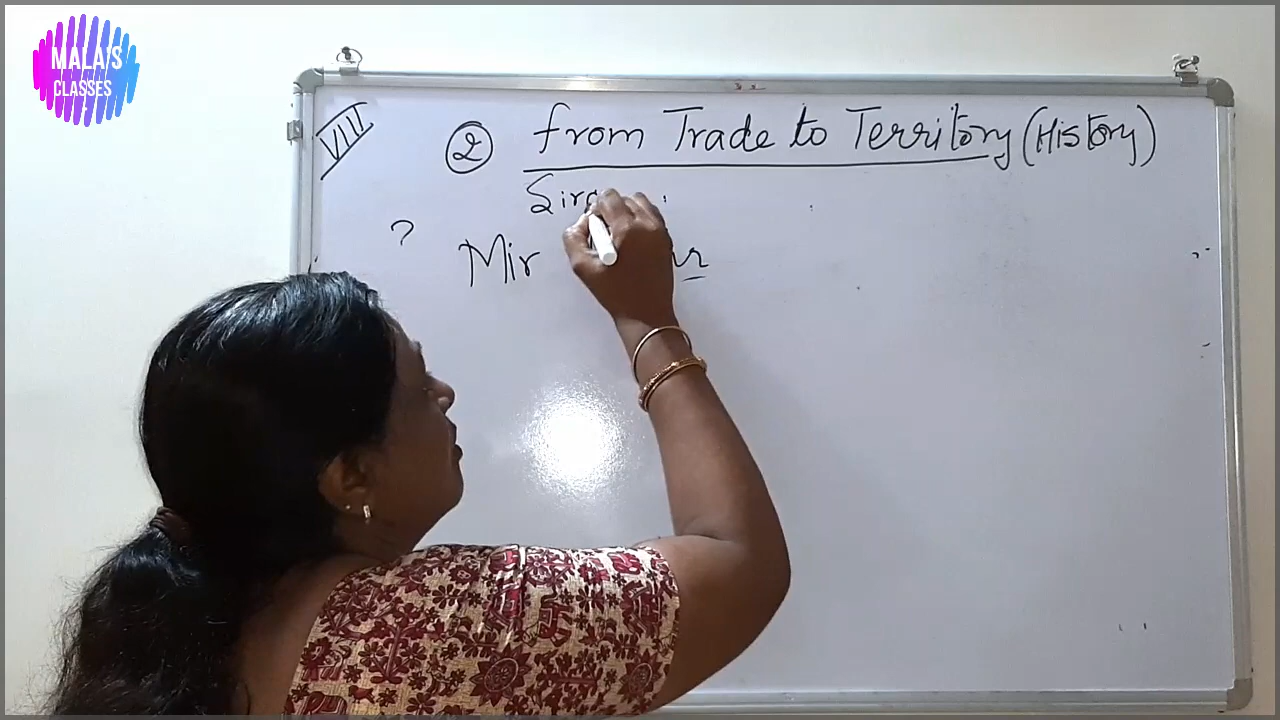 MALA'S
CLASSES
VIII
② from Trade to Territory (History)
?
Mir